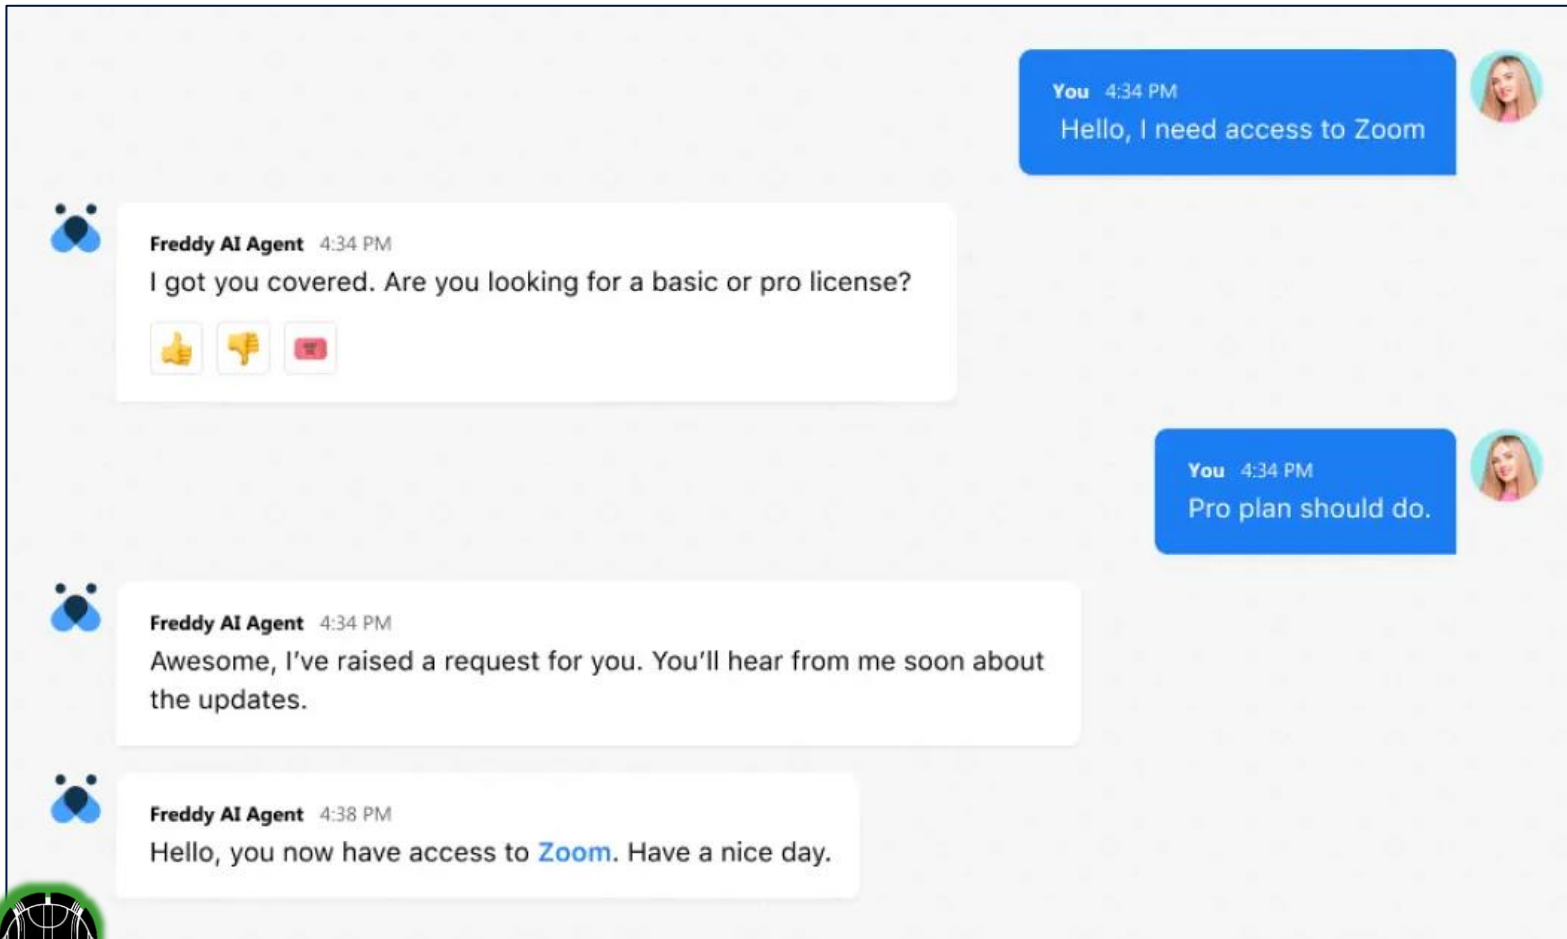 You 4:34 PM
Hello, I need access to Zoom
Freddy AI Agent 4:34 PM
I got you covered. Are you looking for a basic or pro license?
You 4:34 PM
Pro plan should do.
Freddy AI Agent 4:34 PM
Awesome, I’ve raised a request for you. You’ll hear from me soon about
the updates.
Freddy AI Agent 4:38 PM
Hello, you now have access to Zoom. Have a nice day.